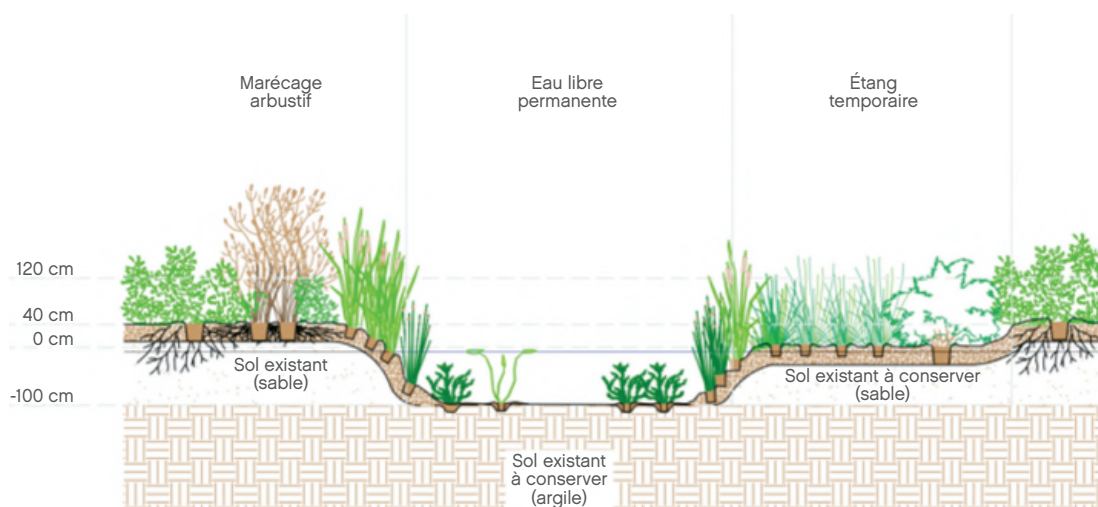 Marécage
arbustif
Eau libre
permanente
Étang
temporaire
120 cm
40 cm
0 cm
-100 cm
Sol existant
(sable)
Sol existant à conserver
(sable)
Sol existant
à conserver
(argile)